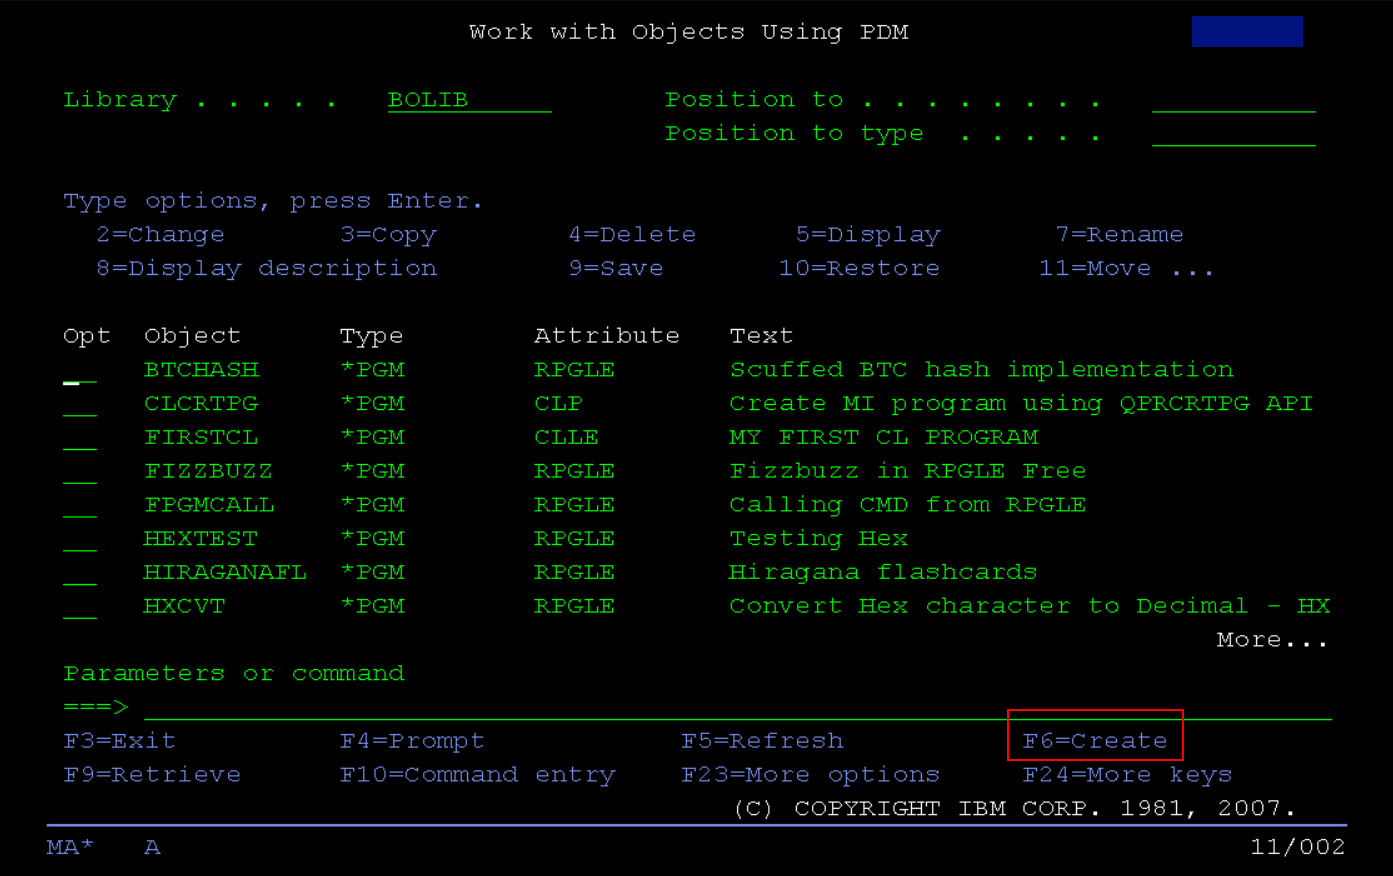 Work with Objects Using PDM
Library . . . . . BOLIB Position to . . . . . . . .
Position to type . . . . .
Type options, press Enter.
2=Change 3=Copy 4=Delete 5=Display 7=Rename
8=Display description 9=Save 10=Restore 11=Move ...
Opt Object Type Attribute Text
BTCHASH *PGM RPGLE Scuffed BTC hash implementation
CLCRTPG *PGM CLP Create MI program using QPRCRTPG API
FIRSTCL *PGM CLLE MY FIRST CL PROGRAM
FIZZBUZZ *PGM RPGLE Fizzbuzz in RPGLE Free
FPGMCALL *PGM RPGLE Calling CMD from RPGLE
HEXTEST *PGM RPGLE Testing Hex
HIRAGANAFL *PGM RPGLE Hiragana flashcards
HXCVT *PGM RPGLE Convert Hex character to Decimal - HX
More...
Parameters or command
===>
F3=Exit F4=Prompt F5=Refresh F6=Create
F9=Retrieve F10=Command entry F23=More options F24=More keys
(C) COPYRIGHT IBM CORP. 1981, 2007.
MA* A 11/002